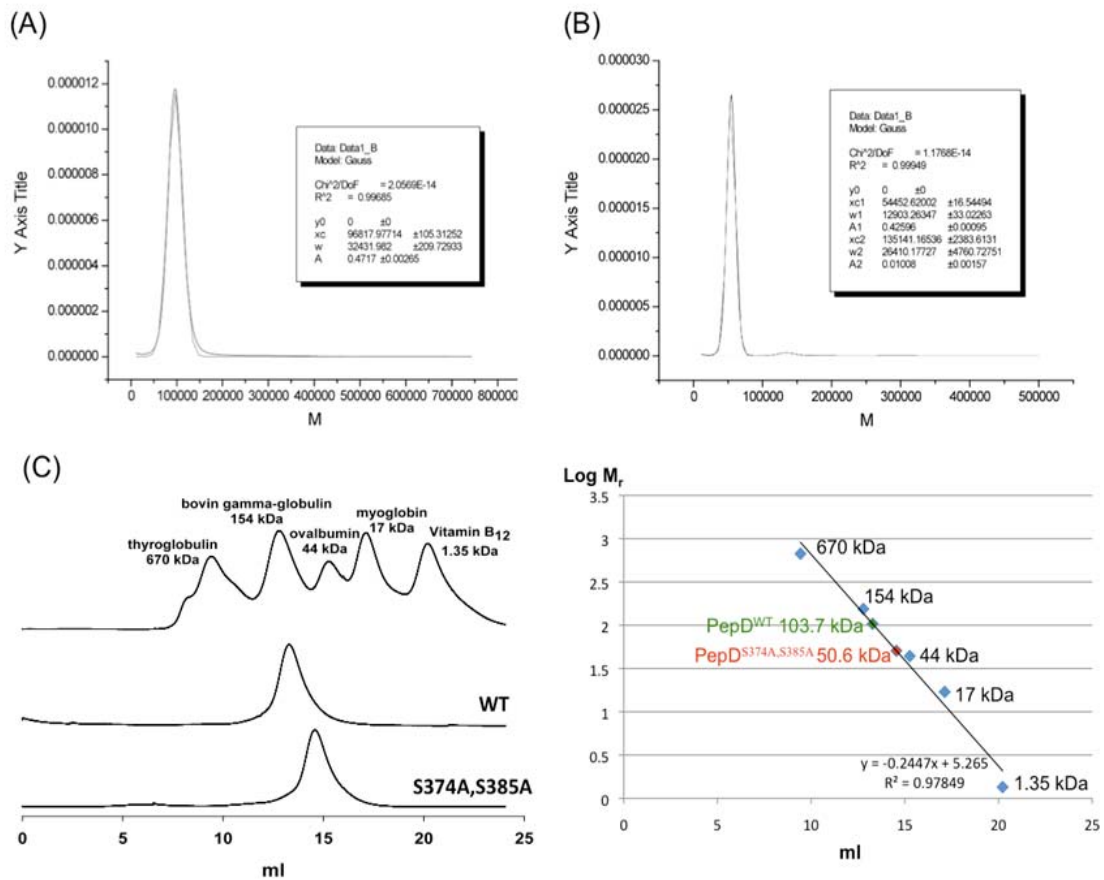 (A)
0.000012
0.000010
0.000008
0.000006
0.000004
0.000002
0.000000
Y Axis Title
0 100000 200000 300000 400000 500000 600000 700000 800000
M
Data: Data1_B
Model: Gauss
Chi^2/DoF = 2.0569E-14
R^2 = 0.99685
y0 0 ±0
xc 96817.97714 ±105.31252
w 32431.982 ±209.72933
A 0.4717 ±0.00265
(B)
0.000030
0.000025
0.000020
0.000015
0.000010
0.000005
0.000000
Y Axis Title
0 100000 200000 300000 400000 500000
M
Data: Data1_B
Model: Gauss
Chi^2/DoF = 1.1768E-14
R^2 = 0.99949
y0 0 ±0
xc1 54452.62002 ±16.54494
w1 12903.26347 ±33.02263
A1 0.42596 ±0.00095
xc2 135141.16536 ±2383.6131
w2 26410.17727 ±4760.72751
A2 0.01008 ±0.00157
(C)
thyroglobulin
670 kDa
bovin gamma-globulin
154 kDa
ovalbumin
44 kDa
myoglobin
17 kDa
Vitamin B12
1.35 kDa
WT
S374A,S385A
0 5 10 15 20 25
ml
Log Mr
3.5
3
2.5
2
1.5
1
0.5
0
670 kDa
154 kDa
PepDWT 103.7 kDa
PepDS374A,S385A 50.6 kDa
44 kDa
17 kDa
y = -0.2447x + 5.265
R² = 0.97849
1.35 kDa
0 5 10 15 20 25
ml